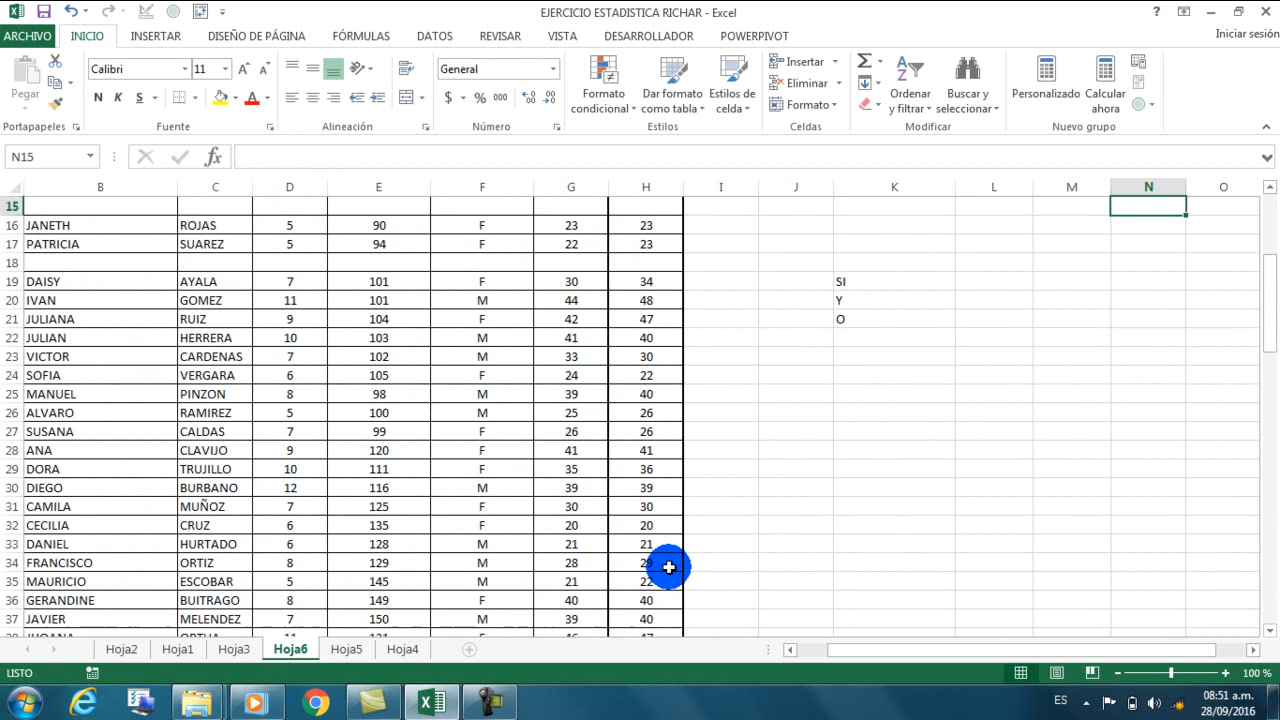 EJERCICIO ESTADISTICA RICHAR - Excel
?
ARCHIVO INICIO INSERTAR DISEÑO DE PÁGINA FÓRMULAS DATOS REVISAR VISTA DESARROLLADOR POWERPIVOT Iniciar sesión
Pegar
Calibri 11 A A
N K S A
General
$ % 000
Formato condicional
Dar formato como tabla
Estilos de celda
Insertar
Eliminar
Formato
Ordenar y filtrar
Buscar y seleccionar
Personalizado
Calcular ahora
Portapapeles Fuente Alineación Número Estilos Celdas Modificar Nuevo grupo
N15 fx
B C D E F G H I J K L M N O
15
16 JANETH ROJAS 5 90 F 23 23
17 PATRICIA SUAREZ 5 94 F 22 23
18
19 DAISY AYALA 7 101 F 30 34 SI
20 IVAN GOMEZ 11 101 M 44 48 Y
21 JULIANA RUIZ 9 104 F 42 47 O
22 JULIAN HERRERA 10 103 M 41 40
23 VICTOR CARDENAS 7 102 M 33 30
24 SOFIA VERGARA 6 105 F 24 22
25 MANUEL PINZON 8 98 M 39 40
26 ALVARO RAMIREZ 5 100 M 25 26
27 SUSANA CALDAS 7 99 F 26 26
28 ANA CLAVIJO 9 120 F 41 41
29 DORA TRUJILLO 10 111 F 35 36
30 DIEGO BURBANO 12 116 M 39 39
31 CAMILA MUÑOZ 7 125 F 30 30
32 CECILIA CRUZ 6 135 F 20 20
33 DANIEL HURTADO 6 128 M 21 21
34 FRANCISCO ORTIZ 8 129 M 28 29
35 MAURICIO ESCOBAR 5 145 M 21 22
36 GERANDINE BUITRAGO 8 149 F 40 40
37 JAVIER MELENDEZ 7 150 M 39 40
Hoja2 Hoja1 Hoja3 Hoja6 Hoja5 Hoja4
LISTO 100 %
ES 08:51 a.m.
28/09/2016